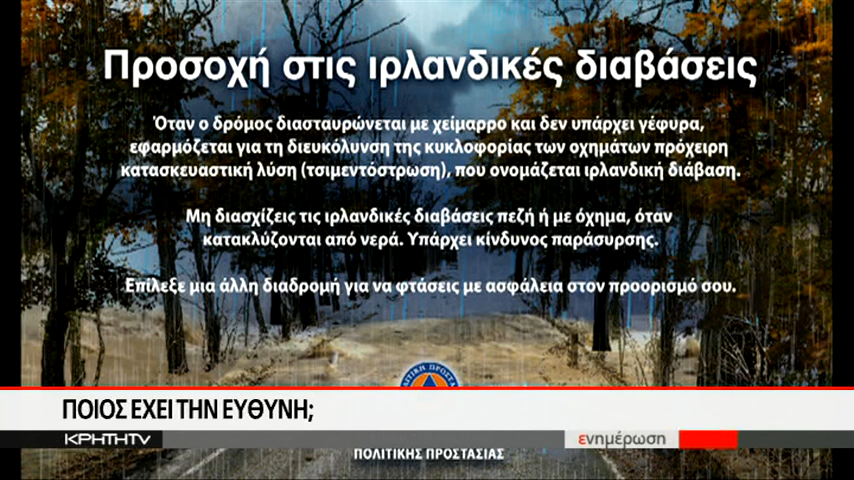 Προσοχή στις ιρλανδικές διαβάσεις
Όταν ο δρόμος διασταυρώνεται με χείμαρρο και δεν υπάρχει γέφυρα,
εφαρμόζεται για τη διευκόλυνση της κυκλοφορίας των οχημάτων πρόχειρη
κατασκευαστική λύση (τσιμεντόστρωση), που ονομάζεται ιρλανδική διάβαση.
Μη διασχίζεις τις ιρλανδικές διαβάσεις πεζή ή με όχημα, όταν
κατακλύζονται από νερά. Υπάρχει κίνδυνος παράσυρσης.
Επίλεξε μια άλλη διαδρομή για να φτάσεις με ασφάλεια στον προορισμό σου.
ΠΟΙΟΣ ΕΧΕΙ ΤΗΝ ΕΥΘΥΝΗ;
ΚΡΗΤΗTV
ενημέρωση
ΠΟΛΙΤΙΚΗΣ ΠΡΟΣΤΑΣΙΑΣ